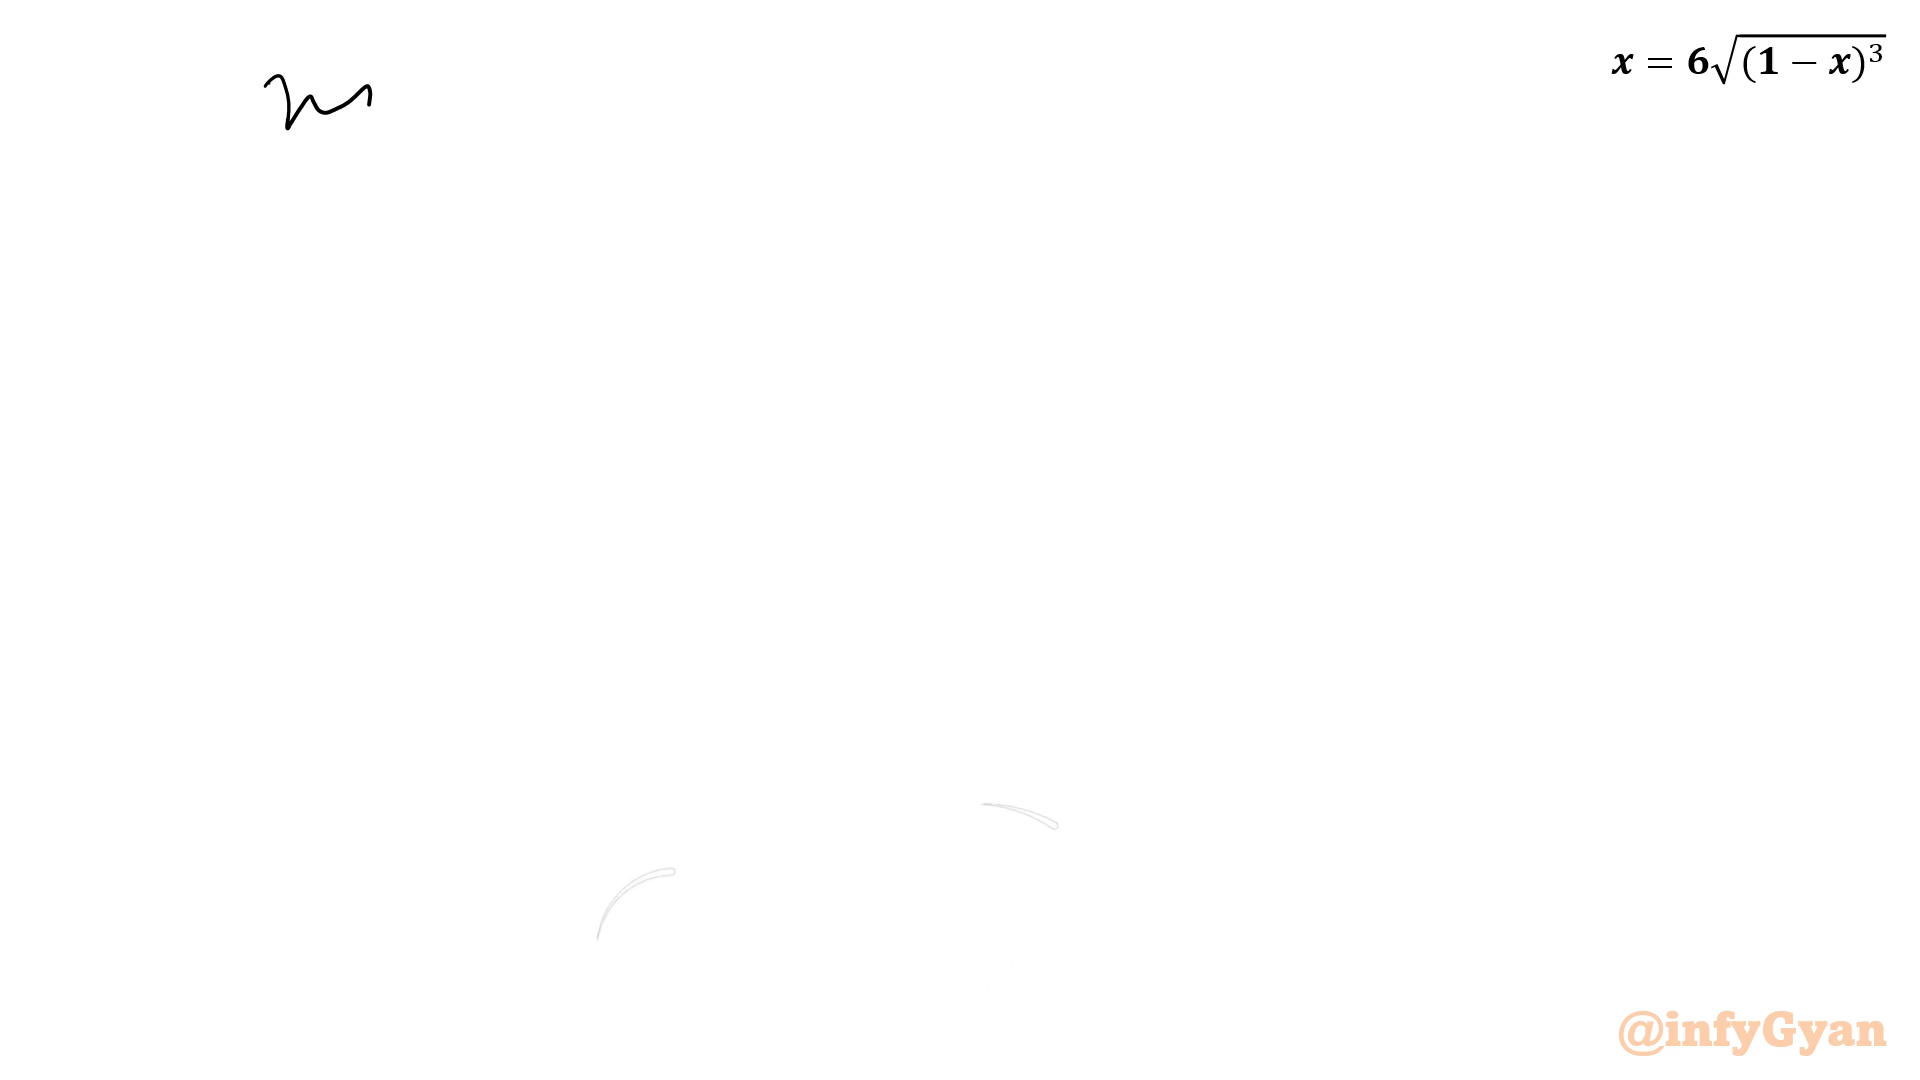 x = 6√(1 − x)³
@infyGyan